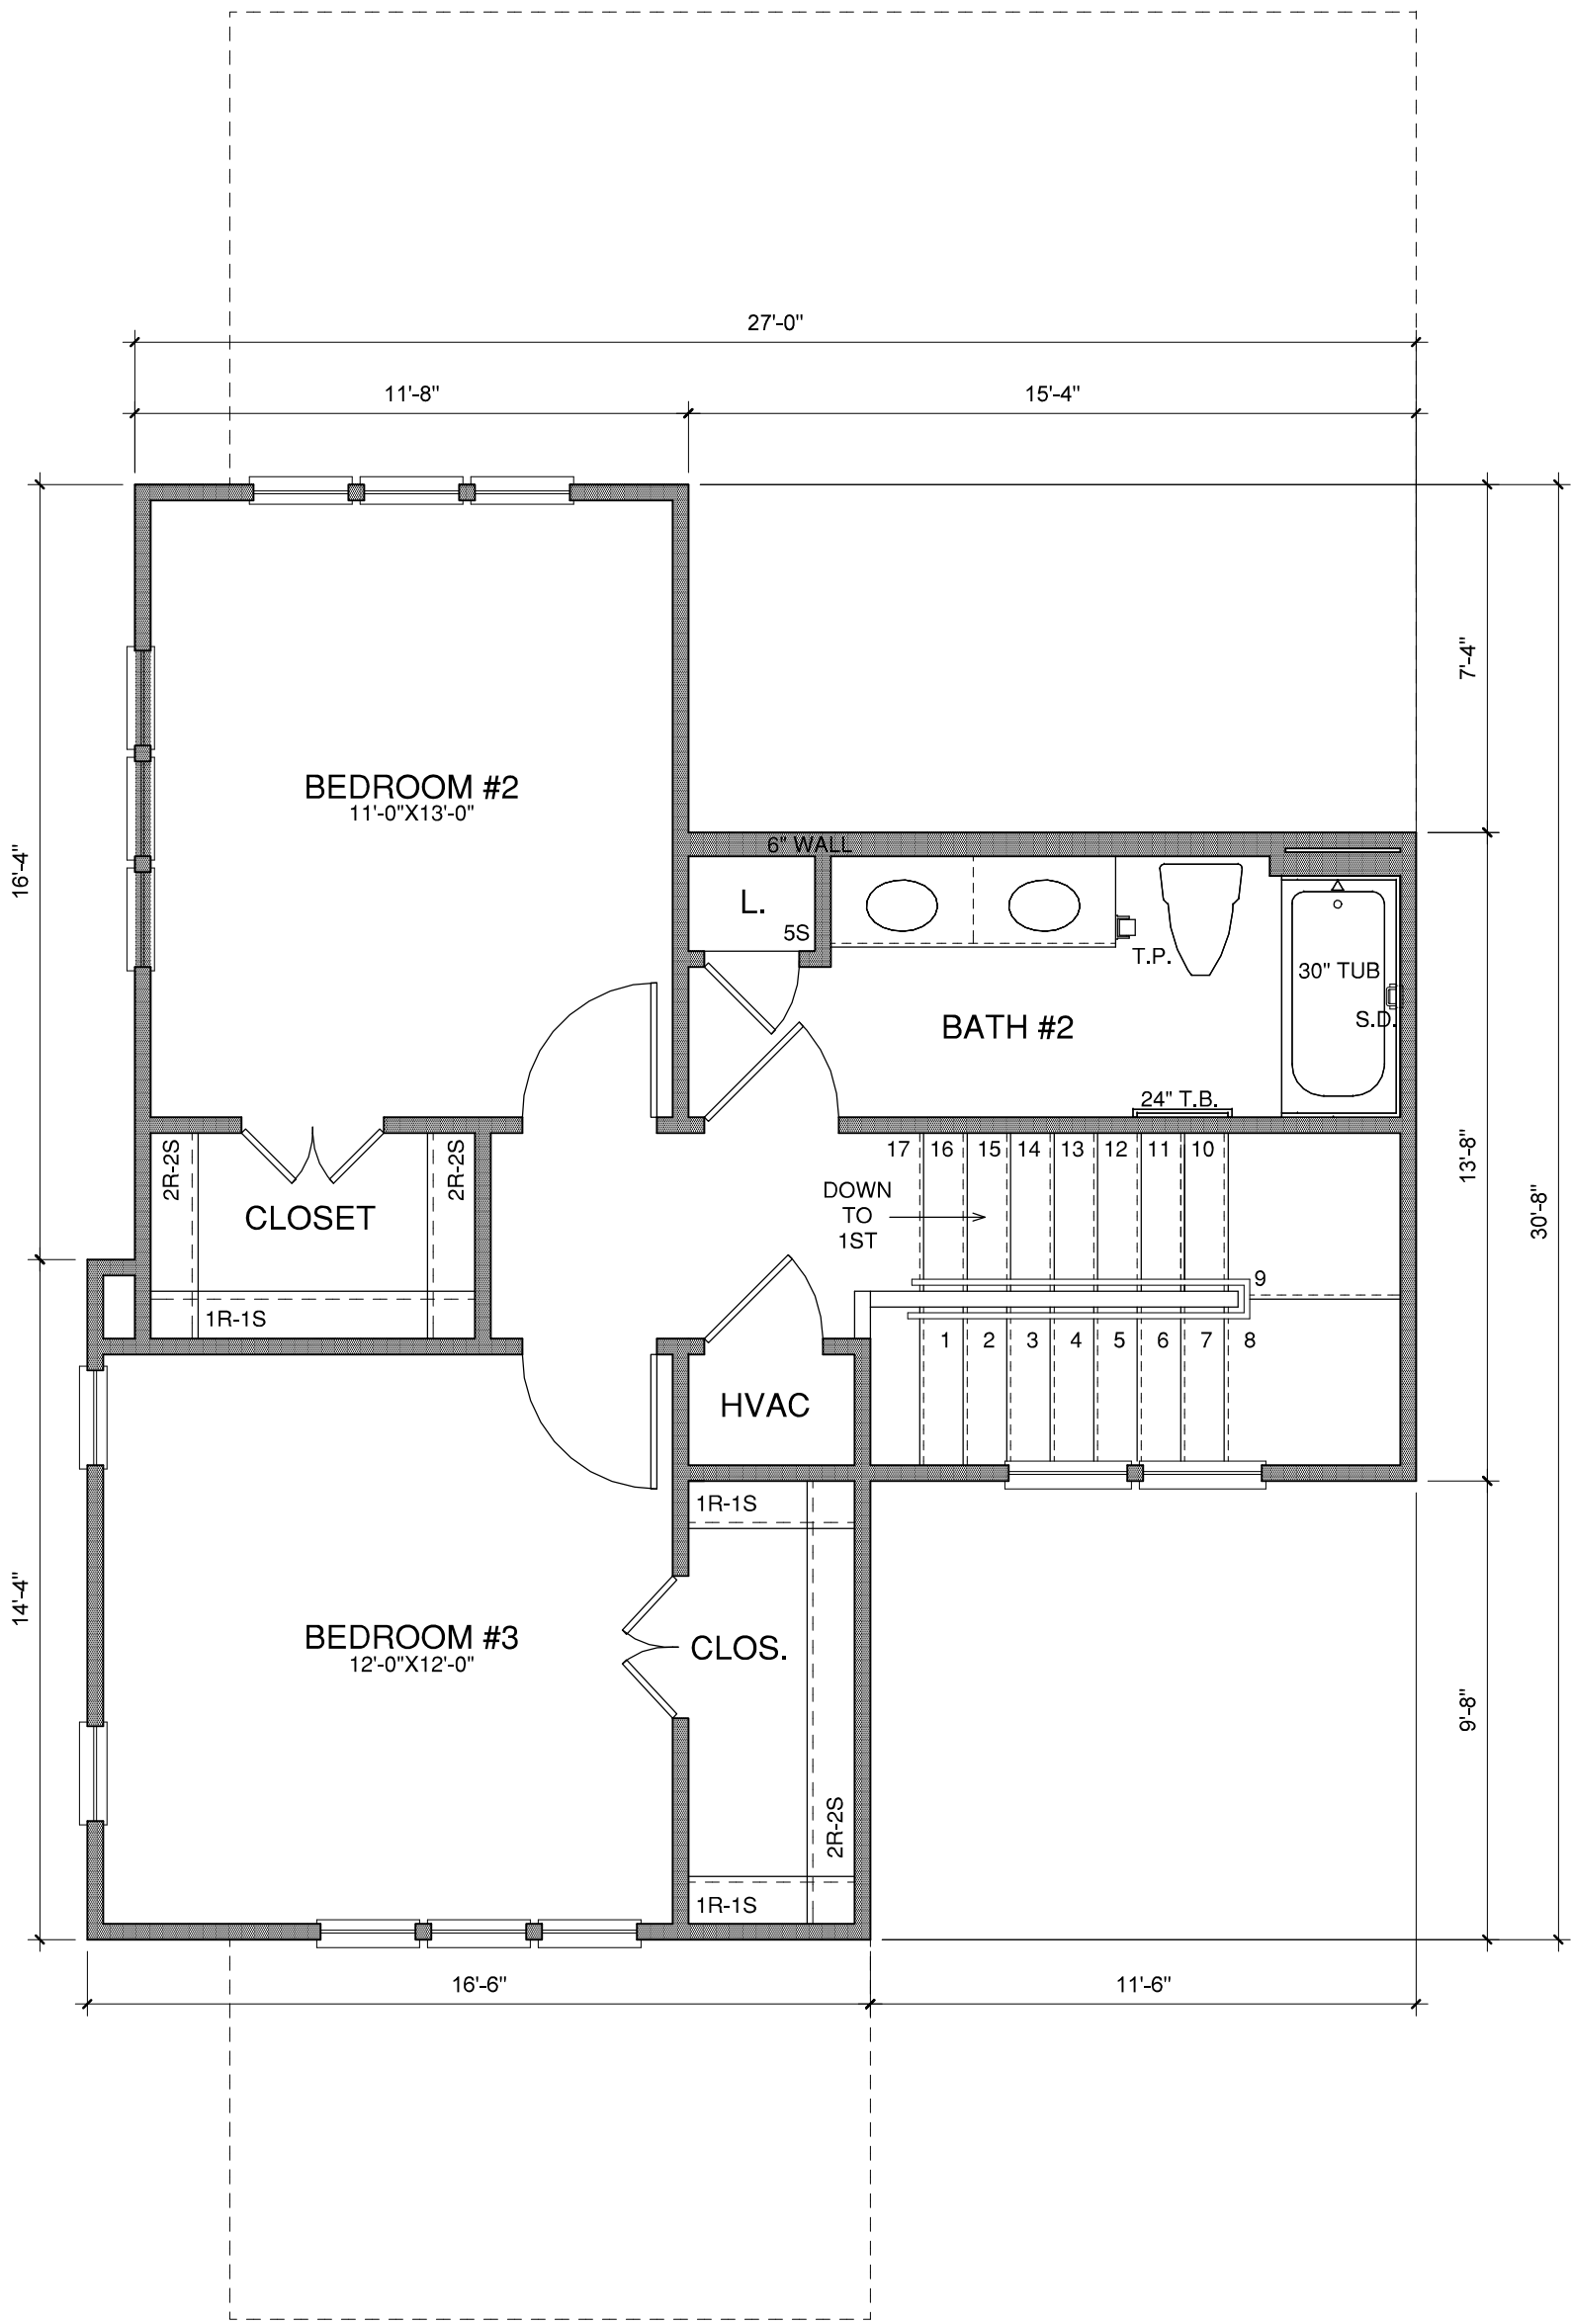 27'-0"
11'-8"
15'-4"
16'-4"
7'-4"
BEDROOM #2
11'-0"X13'-0"
6" WALL
L.
5S
T.P.
30" TUB
S.D.
BATH #2
24" T.B.
13'-8"
30'-8"
2R-2S
2R-2S
CLOSET
1R-1S
17 16 15 14 13 12 11 10
DOWN
TO
1ST
9
1 2 3 4 5 6 7 8
HVAC
1R-1S
14'-4"
BEDROOM #3
12'-0"X12'-0"
CLOS.
9'-8"
2R-2S
1R-1S
16'-6"
11'-6"